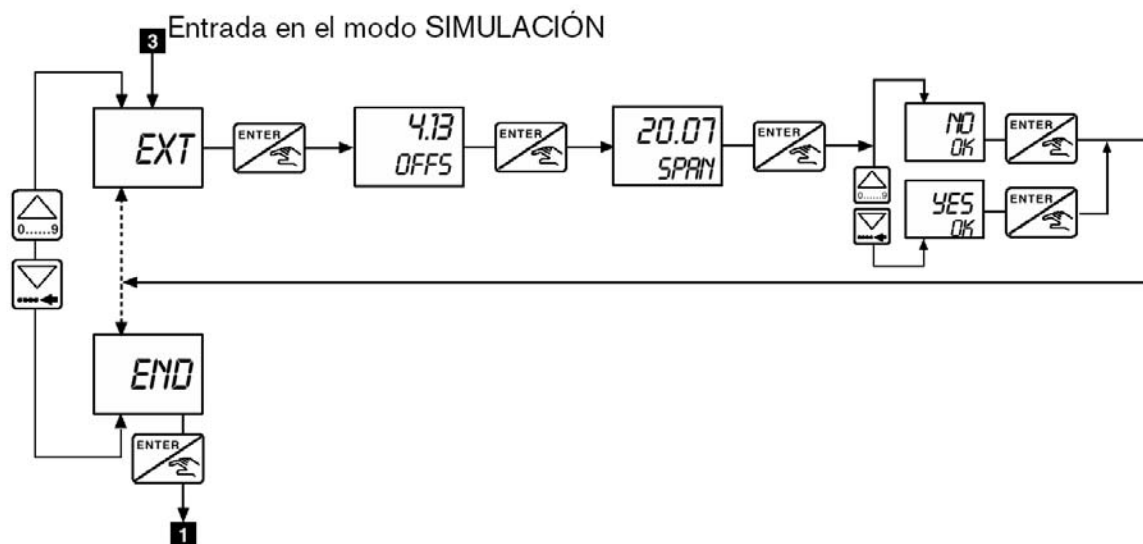 3 Entrada en el modo SIMULACIÓN
EXT
ENTER
4.13
OFFS
ENTER
20.07
SPAN
ENTER
NO
OK
ENTER
0......9
YES
OK
ENTER
0......9
END
ENTER
1